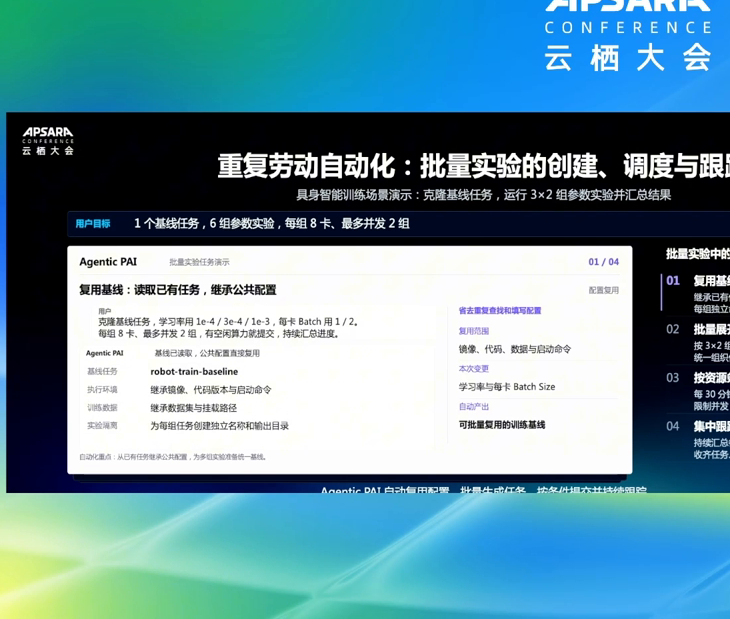 APSARA
CONFERENCE
云栖大会
APSARA
CONFERENCE
云栖大会
重复劳动自动化：批量实验的创建、调度与跟踪
具身智能训练场景演示：克隆基线任务，运行 3×2 组参数实验并汇总结果
用户目标 1 个基线任务，6 组参数实验，每组 8 卡、最多并发 2 组
Agentic PAI 批量实验任务演示 01 / 04
复用基线：读取已有任务，继承公共配置 配置复用
用户
克隆基线任务，学习率用 1e-4 / 3e-4 / 1e-3，每卡 Batch 用 1 / 2。
每组 8 卡、最多并发 2 组，有空闲算力就提交，持续汇总进度。
Agentic PAI 基线已读取，公共配置直接复用
基线任务 robot-train-baseline
执行环境 继承镜像、代码版本与启动命令
训练数据 继承数据集与挂载路径
实验隔离 为每组任务创建独立名称和输出目录
省去重复查找和填写配置
复用范围
镜像、代码、数据与启动命令
本次变更
学习率与每卡 Batch Size
自动产出
可批量复用的训练基线
自动化重点：从已有任务继承公共配置，为多组实验准备统一基线。
批量实验中的
01 复用基线
继承已有
每组独立
02 批量展开
按 3×2 组
统一组织
03 按资源
每 30 分
限制并发
04 集中跟踪
持续汇总
收齐任务
Agentic PAI 自动复用配置、批量生成任务、按条件提交并持续跟踪